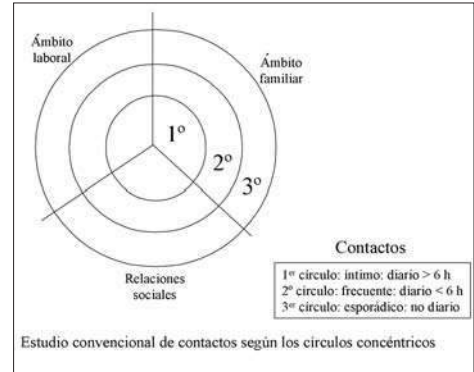 Ámbito
laboral
Ámbito
familiar
1º
2º
3º
Relaciones
sociales
Contactos
1er círculo: íntimo: diario > 6 h
2º círculo: frecuente: diario < 6 h
3er círculo: esporádico: no diario
Estudio convencional de contactos según los círculos concéntricos